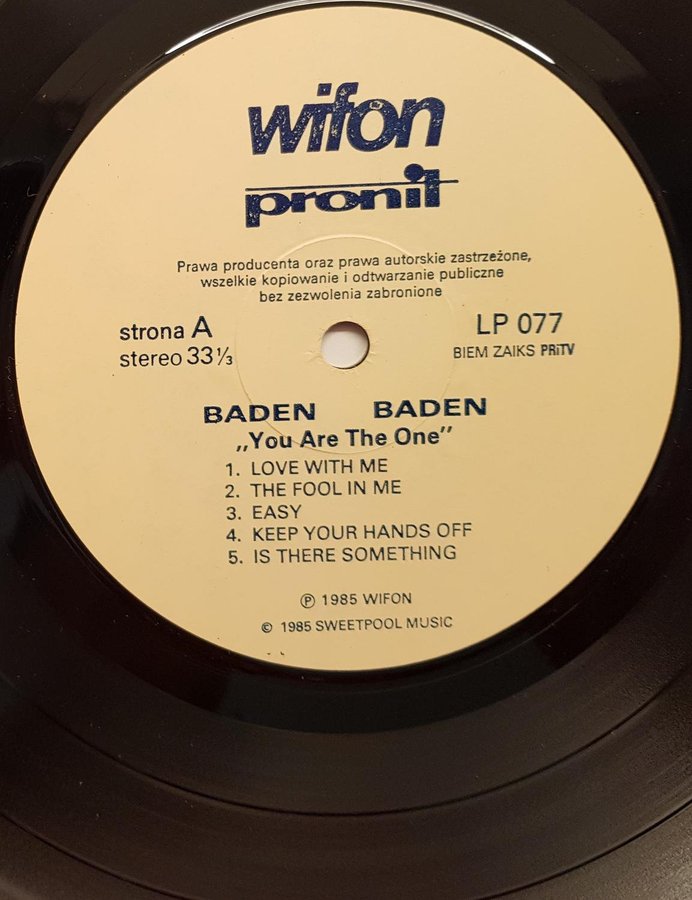 wifon
pronit
Prawa producenta oraz prawa autorskie zastrzeżone,
wszelkie kopiowanie i odtwarzanie publiczne
bez zezwolenia zabronione
strona A
stereo 33 ⅓
LP 077
BIEM ZAIKS PRiTV
BADEN BADEN
„You Are The One”
1. LOVE WITH ME
2. THE FOOL IN ME
3. EASY
4. KEEP YOUR HANDS OFF
5. IS THERE SOMETHING
Ⓟ 1985 WIFON
© 1985 SWEETPOOL MUSIC